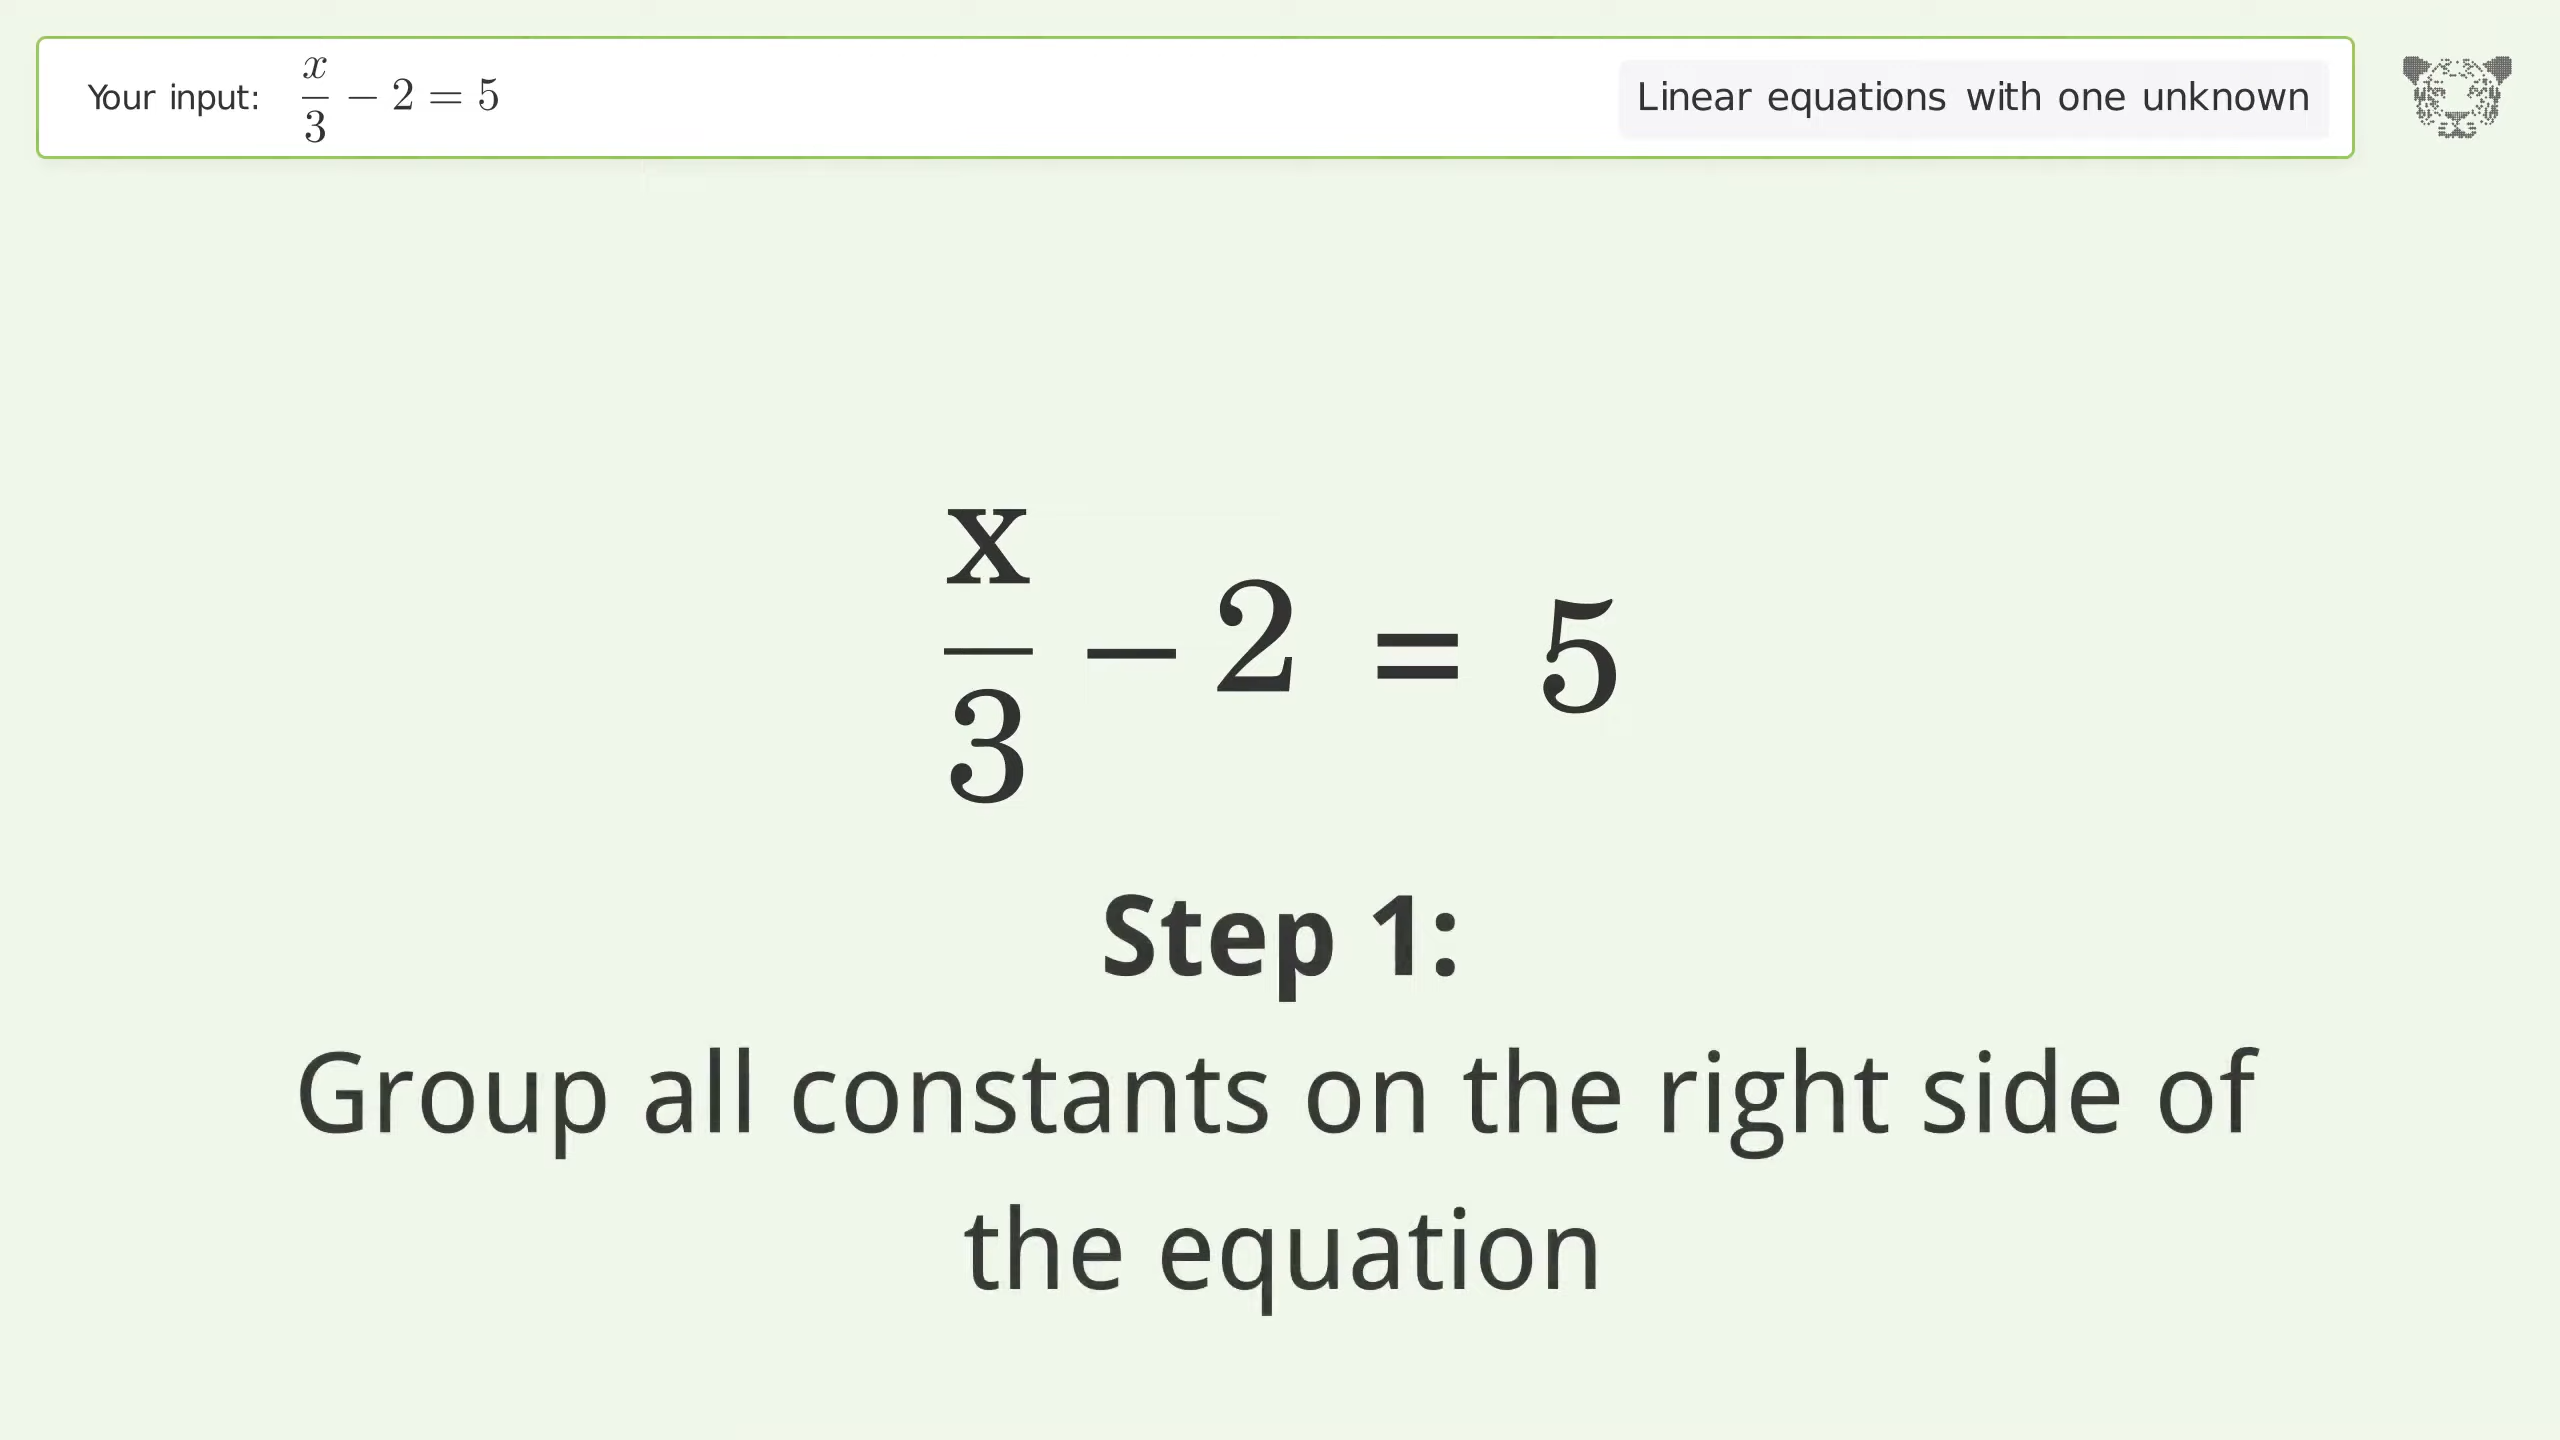 Your input: x/3 − 2 = 5
Linear equations with one unknown
x/3 − 2 = 5
Step 1:
Group all constants on the right side of
the equation